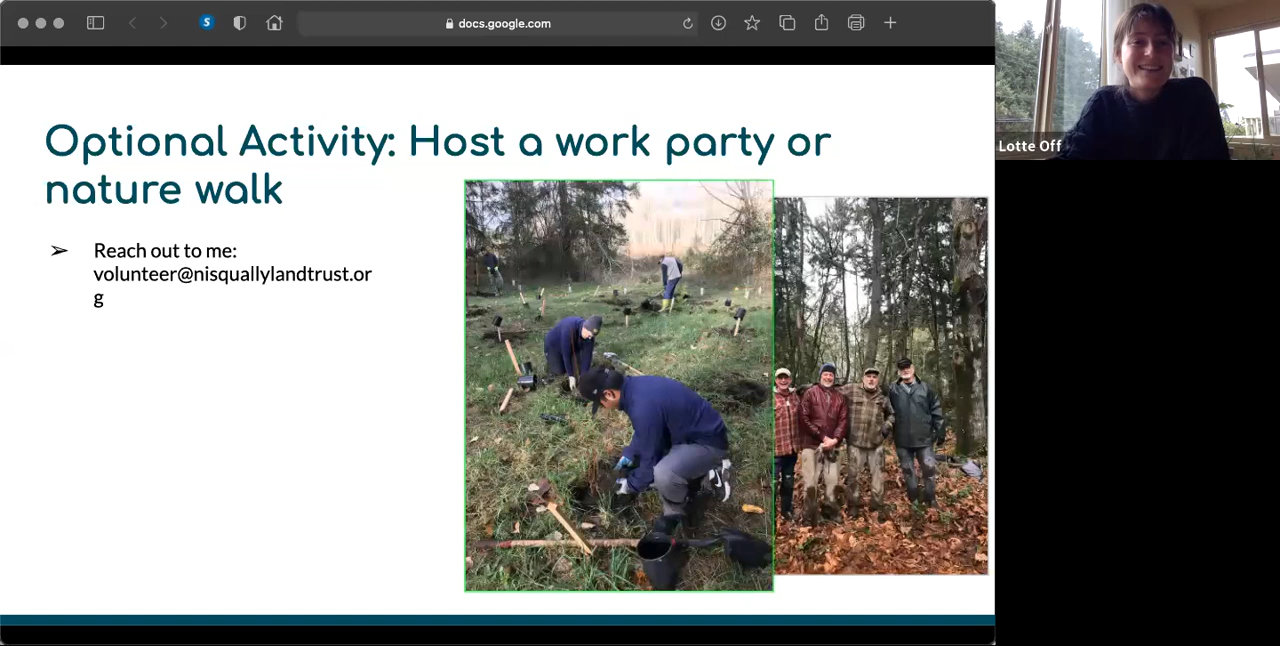 docs.google.com
Optional Activity: Host a work party or
nature walk
➢ Reach out to me:
volunteer@nisquallylandtrust.or
g
Lotte Off